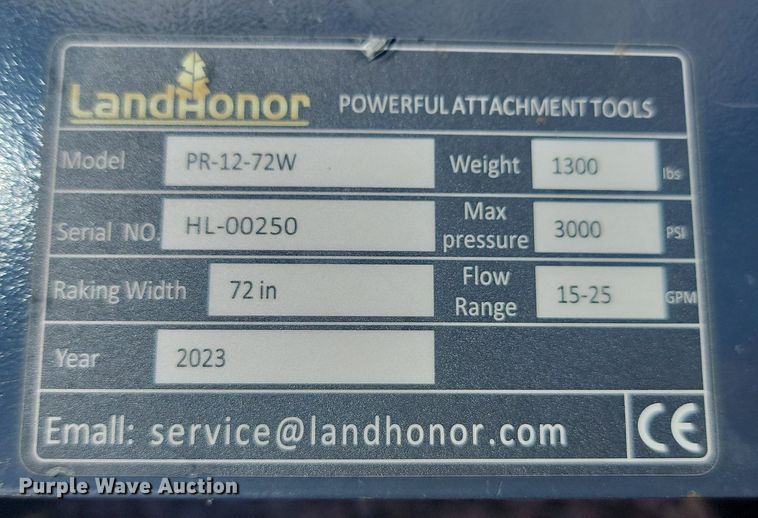 LandHonor POWERFUL ATTACHMENT TOOLS
Model PR-12-72W Weight 1300 lbs
Serial NO. HL-00250 Max pressure 3000 PSI
Raking Width 72 in Flow Range 15-25 GPM
Year 2023
Emall: service@landhonor.com CE
Purple Wave Auction